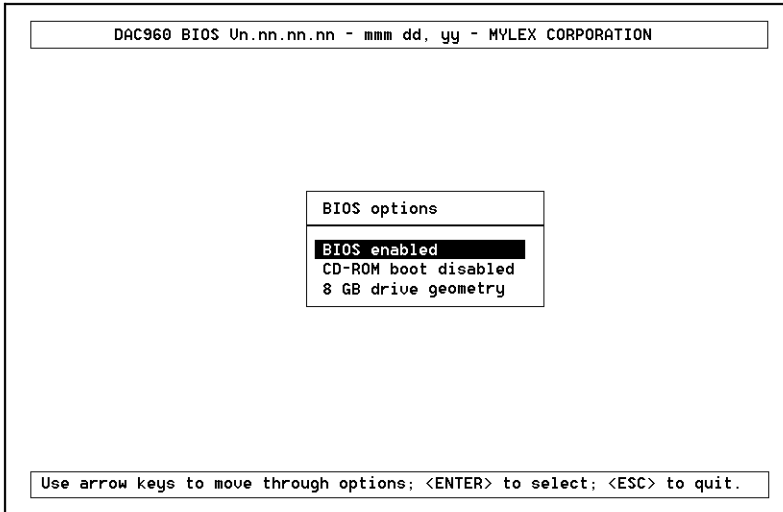 DAC960 BIOS Vn.nn.nn.nn - mmm dd, yy - MYLEX CORPORATION
BIOS options
BIOS enabled
CD-ROM boot disabled
8 GB drive geometry
Use arrow keys to move through options; <ENTER> to select; <ESC> to quit.